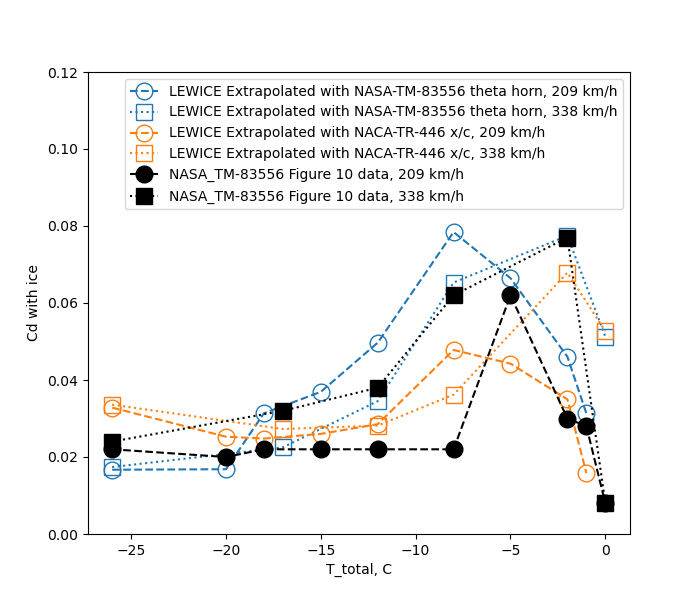 LEWICE Extrapolated with NASA-TM-83556 theta horn, 209 km/h
LEWICE Extrapolated with NASA-TM-83556 theta horn, 338 km/h
LEWICE Extrapolated with NACA-TR-446 x/c, 209 km/h
LEWICE Extrapolated with NACA-TR-446 x/c, 338 km/h
NASA_TM-83556 Figure 10 data, 209 km/h
NASA_TM-83556 Figure 10 data, 338 km/h
Cd with ice
0.12
0.10
0.08
0.06
0.04
0.02
0.00
−25 −20 −15 −10 −5 0
T_total, C